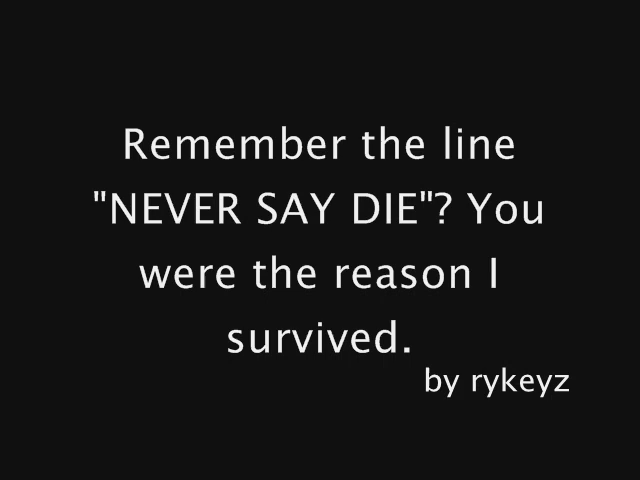 Remember the line
"NEVER SAY DIE"? You
were the reason I
survived.
by rykeyz